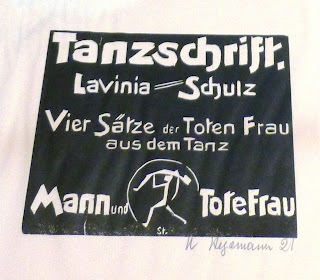 Tanzschrift.
Lavinia=Schulz
Vier Sätze der Toten Frau
aus dem Tanz
Mann und Tote Frau
St.
21